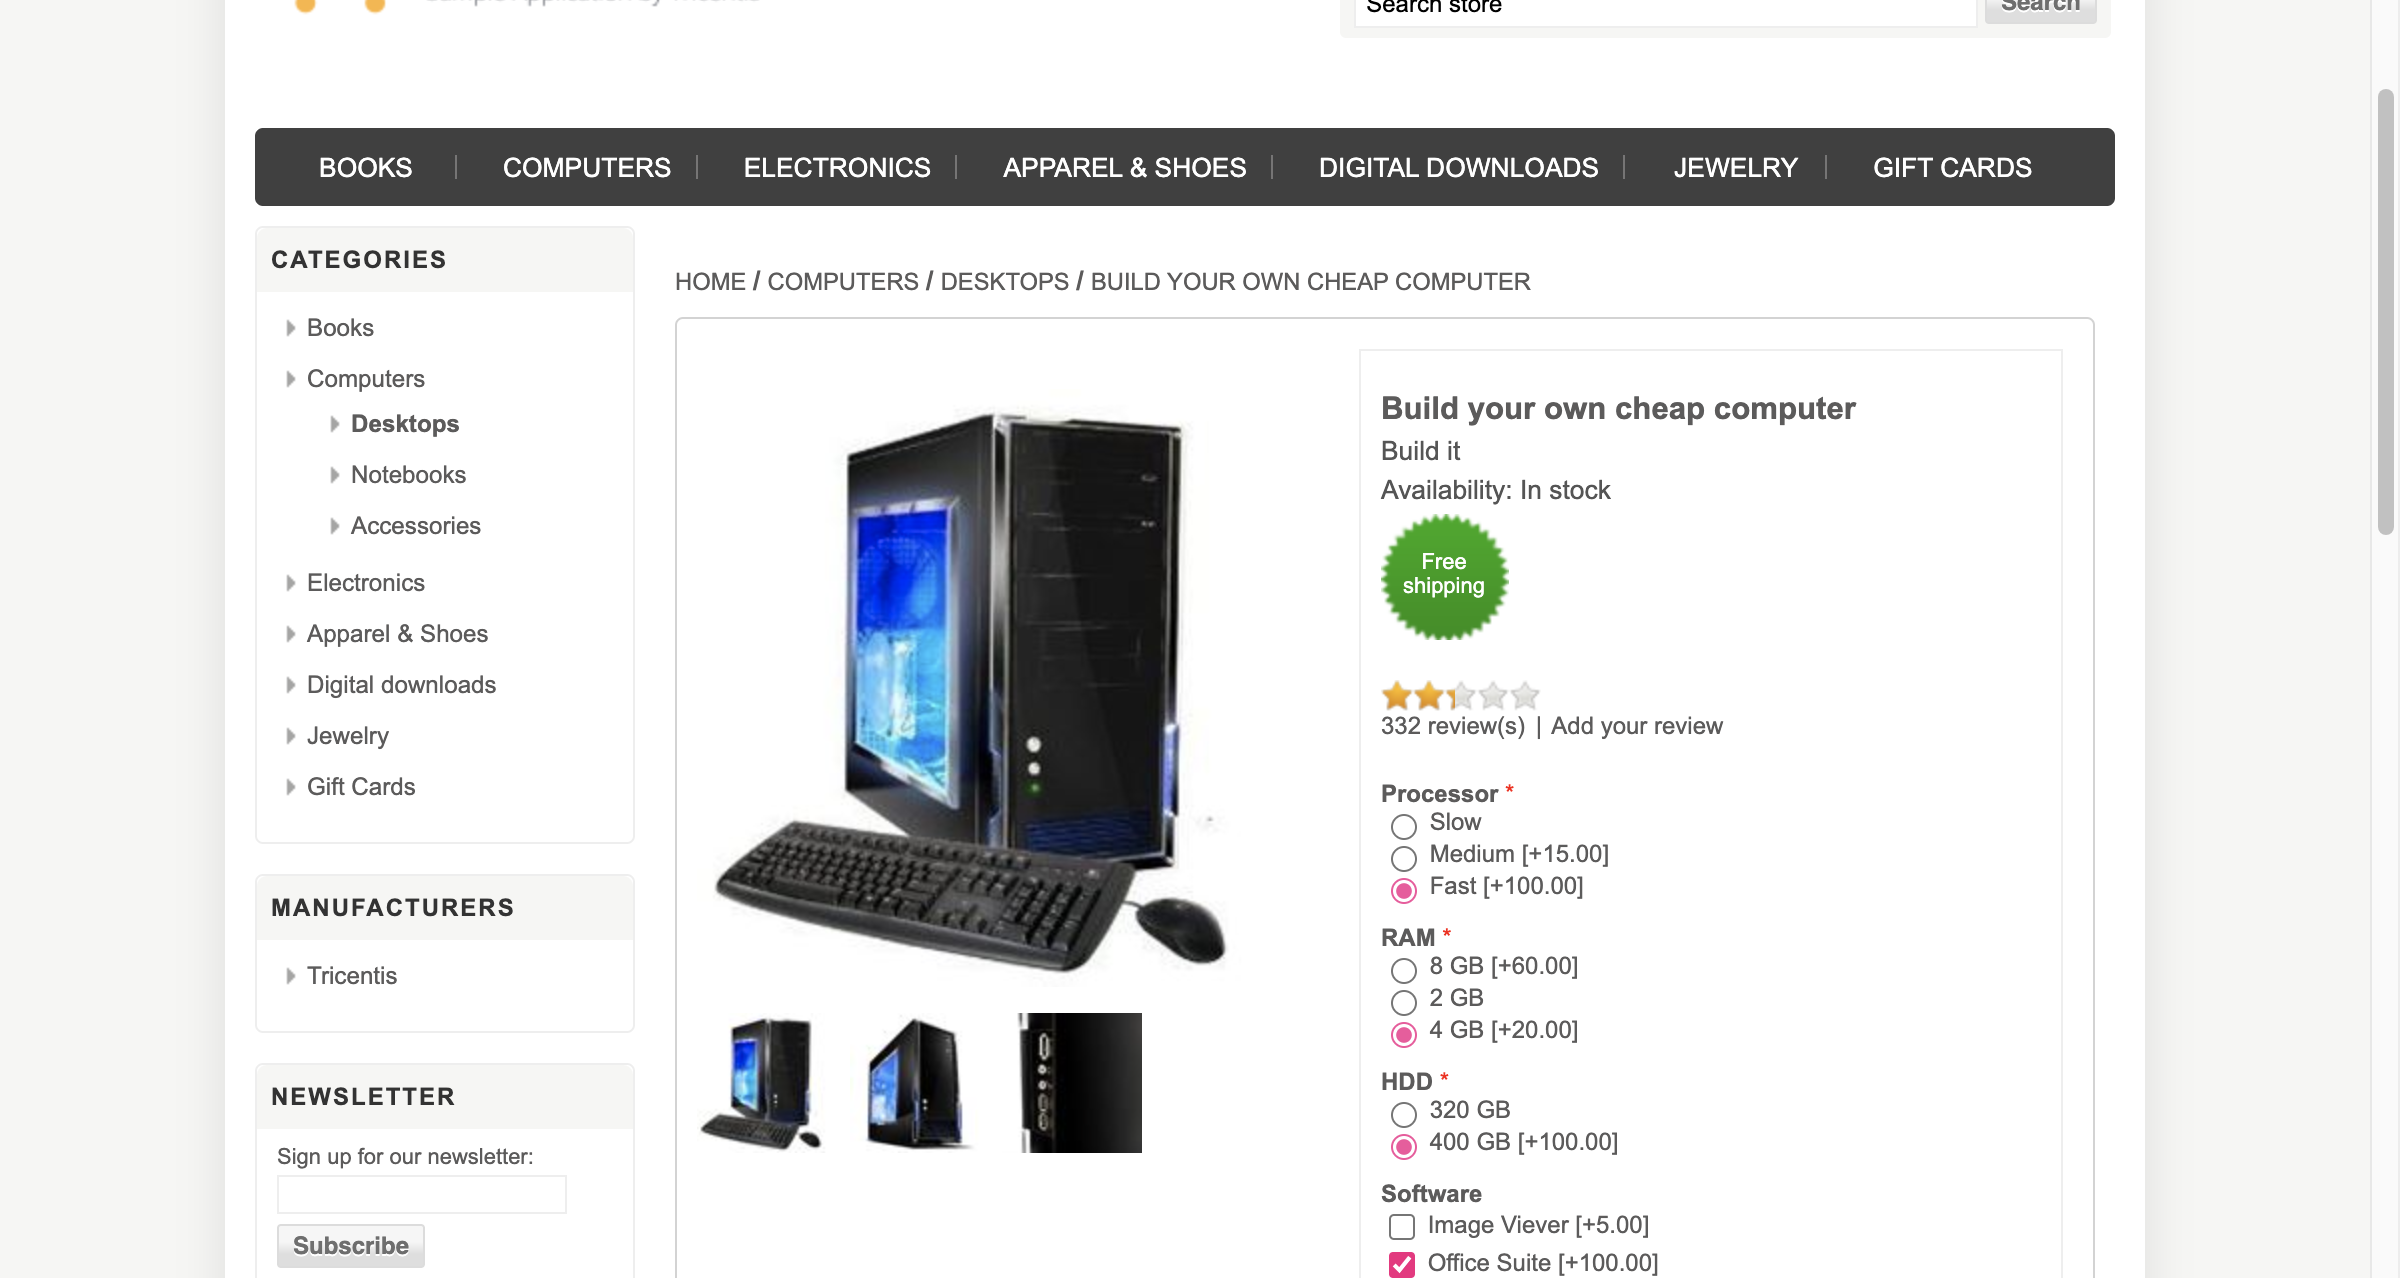 Sample Application by Tricentis
Search store
Search
BOOKS
COMPUTERS
ELECTRONICS
APPAREL & SHOES
DIGITAL DOWNLOADS
JEWELRY
GIFT CARDS
CATEGORIES
Books
Computers
Desktops
Notebooks
Accessories
Electronics
Apparel & Shoes
Digital downloads
Jewelry
Gift Cards
MANUFACTURERS
Tricentis
NEWSLETTER
Sign up for our newsletter:
Subscribe
HOME / COMPUTERS / DESKTOPS / BUILD YOUR OWN CHEAP COMPUTER
Build your own cheap computer
Build it
Availability: In stock
Free
shipping
332 review(s) | Add your review
Processor *
Slow
Medium [+15.00]
Fast [+100.00]
RAM *
8 GB [+60.00]
2 GB
4 GB [+20.00]
HDD *
320 GB
400 GB [+100.00]
Software
Image Viever [+5.00]
Office Suite [+100.00]